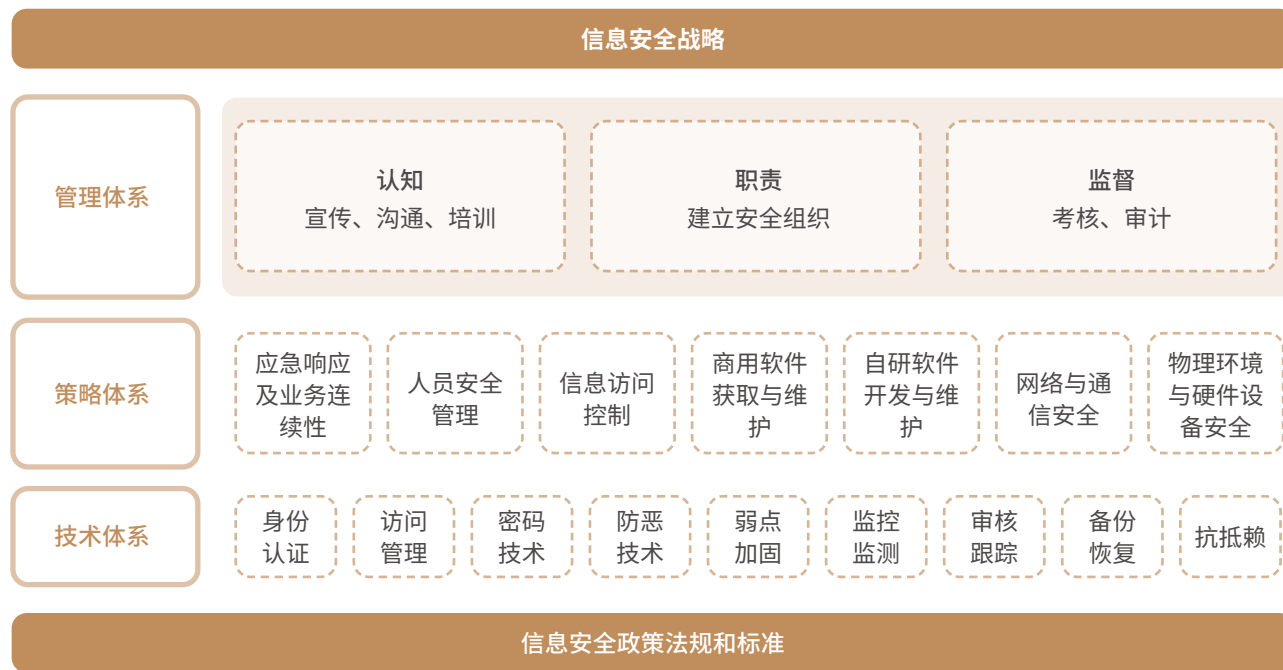 信息安全战略
管理体系
认知
宣传、沟通、培训
职责
建立安全组织
监督
考核、审计
策略体系
应急响应
及业务连
续性
人员安全
管理
信息访问
控制
商用软件
获取与维
护
自研软件
开发与维
护
网络与通
信安全
物理环境
与硬件设
备安全
技术体系
身份
认证
访问
管理
密码
技术
防恶
技术
弱点
加固
监控
监测
审核
跟踪
备份
恢复
抗抵赖
信息安全政策法规和标准